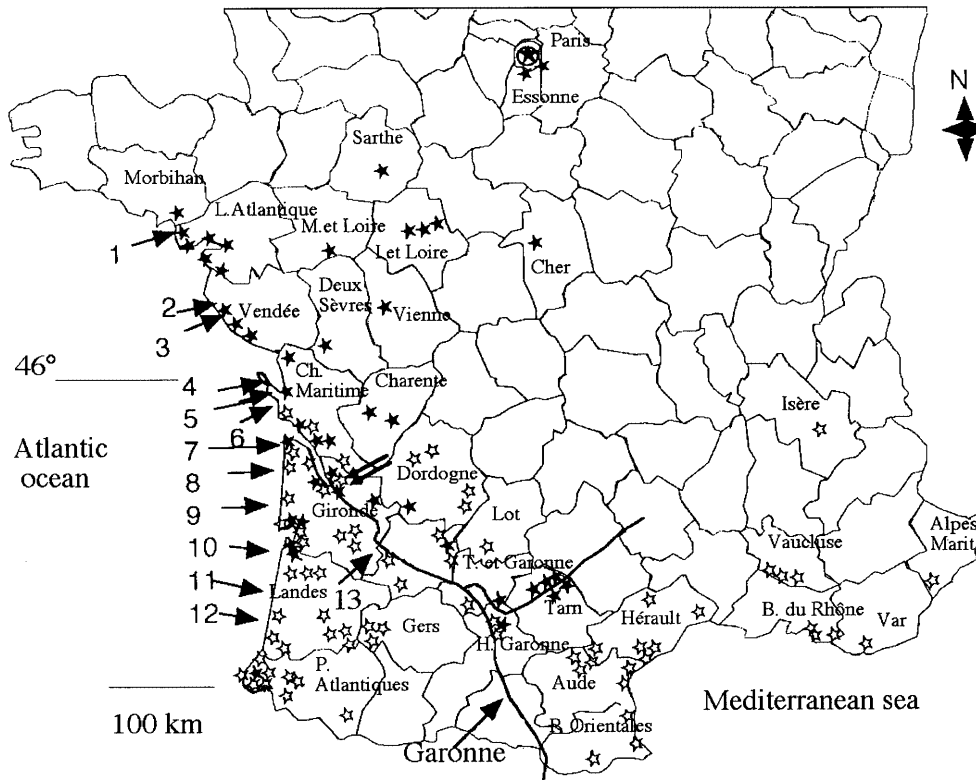 Paris
N
Essonne
Sarthe
Morbihan
L.Atlantique
M.et Loire
I.et Loire
1
Cher
Deux
Sèvres
Vendée
Vienne
2
3
46°
Ch.
Maritime
Charente
4
Isère
5
6
Atlantic
ocean
7
Dordogne
8
Gironde
Lot
9
Alpes
Marit.
Vaucluse
10
T. et Garonne
11
Landes
13
Tarn
Hérault
B. du Rhône
12
Var
Gers
H. Garonne
P.
Atlantiques
Aude
Mediterranean sea
100 km
P. Orientales
Garonne